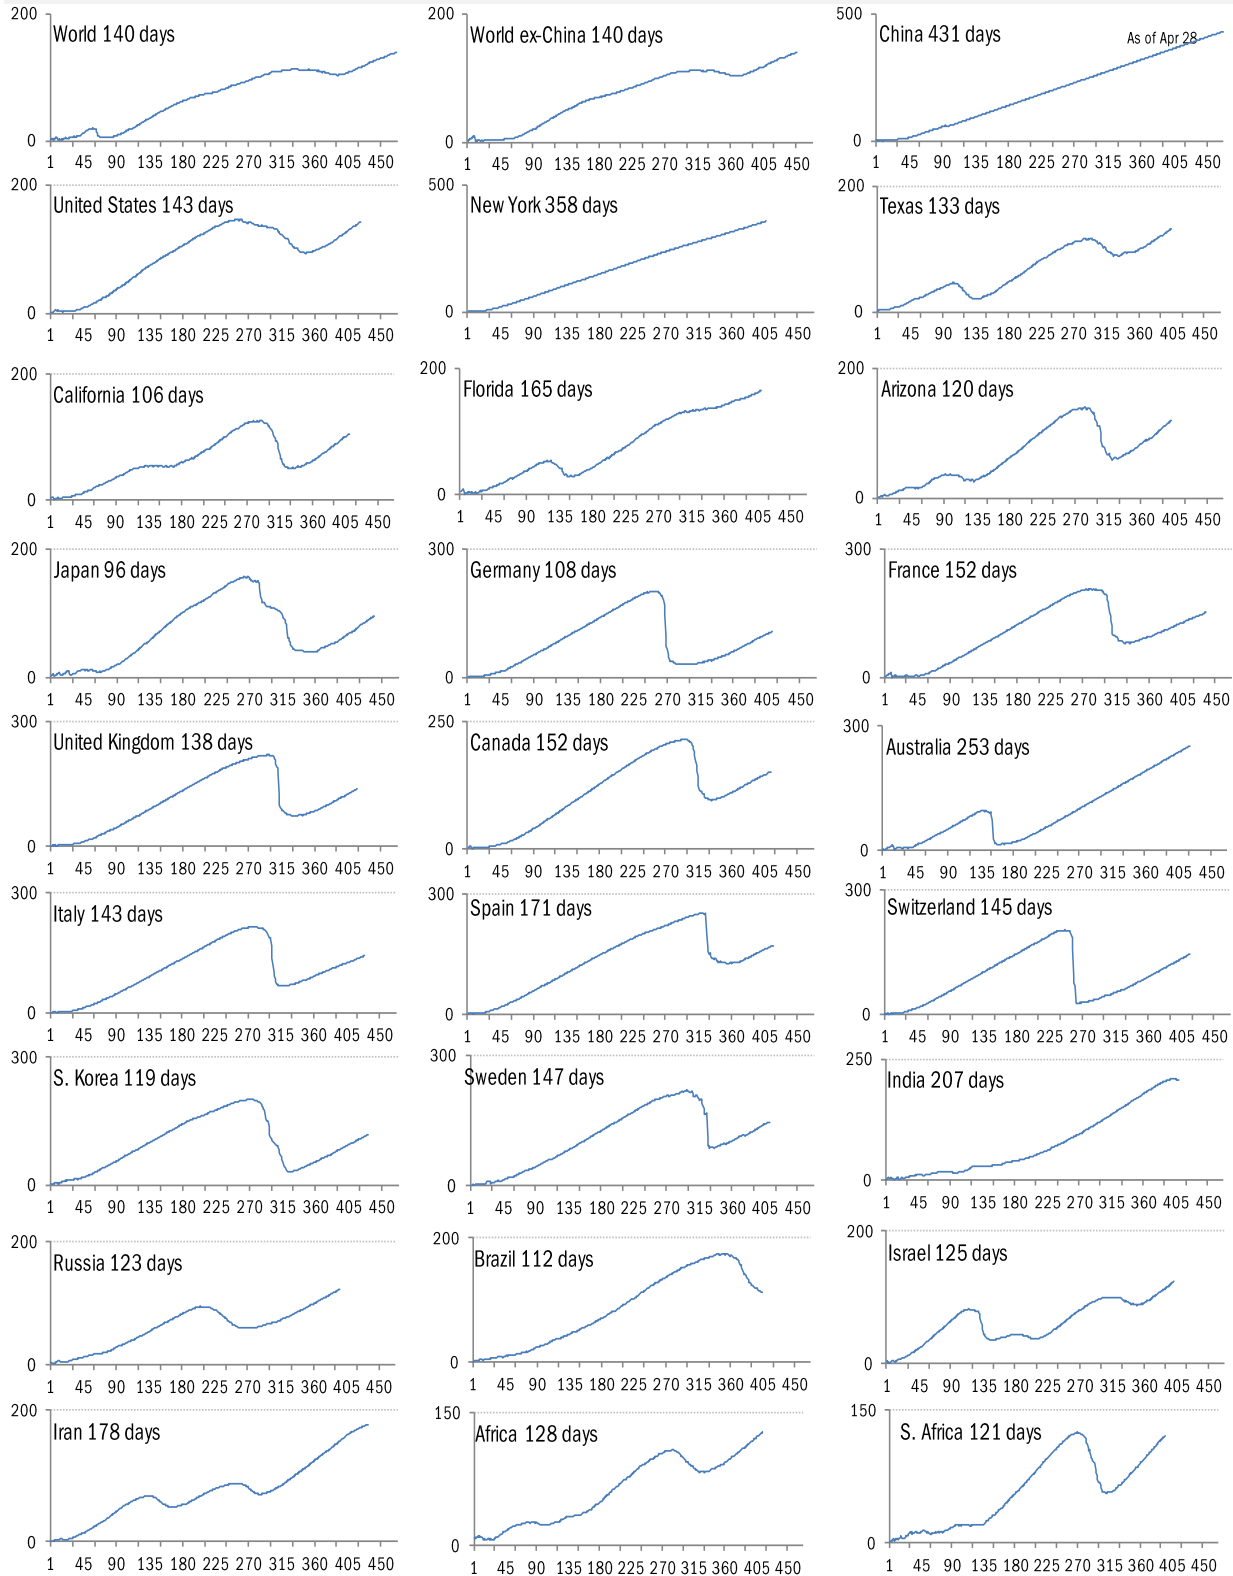 200
World 140 days
0
1 45 90 135 180 225 270 315 360 405 450
200
World ex-China 140 days
0
1 45 90 135 180 225 270 315 360 405 450
500
China 431 days
As of Apr 28
0
1 45 90 135 180 225 270 315 360 405 450
200
United States 143 days
0
1 45 90 135 180 225 270 315 360 405 450
500
New York 358 days
0
1 45 90 135 180 225 270 315 360 405 450
200
Texas 133 days
0
1 45 90 135 180 225 270 315 360 405 450
200
California 106 days
0
1 45 90 135 180 225 270 315 360 405 450
200
Florida 165 days
0
1 45 90 135 180 225 270 315 360 405 450
200
Arizona 120 days
0
1 45 90 135 180 225 270 315 360 405 450
200
Japan 96 days
0
1 45 90 135 180 225 270 315 360 405 450
300
Germany 108 days
0
1 45 90 135 180 225 270 315 360 405 450
300
France 152 days
0
1 45 90 135 180 225 270 315 360 405 450
300
United Kingdom 138 days
0
1 45 90 135 180 225 270 315 360 405 450
250
Canada 152 days
0
1 45 90 135 180 225 270 315 360 405 450
300
Australia 253 days
0
1 45 90 135 180 225 270 315 360 405 450
300
Italy 143 days
0
1 45 90 135 180 225 270 315 360 405 450
300
Spain 171 days
0
1 45 90 135 180 225 270 315 360 405 450
300
Switzerland 145 days
0
1 45 90 135 180 225 270 315 360 405 450
300
S. Korea 119 days
0
1 45 90 135 180 225 270 315 360 405 450
300
Sweden 147 days
0
1 45 90 135 180 225 270 315 360 405 450
250
India 207 days
0
1 45 90 135 180 225 270 315 360 405 450
200
Russia 123 days
0
1 45 90 135 180 225 270 315 360 405 450
200
Brazil 112 days
0
1 45 90 135 180 225 270 315 360 405 450
200
Israel 125 days
0
1 45 90 135 180 225 270 315 360 405 450
200
Iran 178 days
0
1 45 90 135 180 225 270 315 360 405 450
150
Africa 128 days
0
1 45 90 135 180 225 270 315 360 405 450
150
S. Africa 121 days
0
1 45 90 135 180 225 270 315 360 405 450